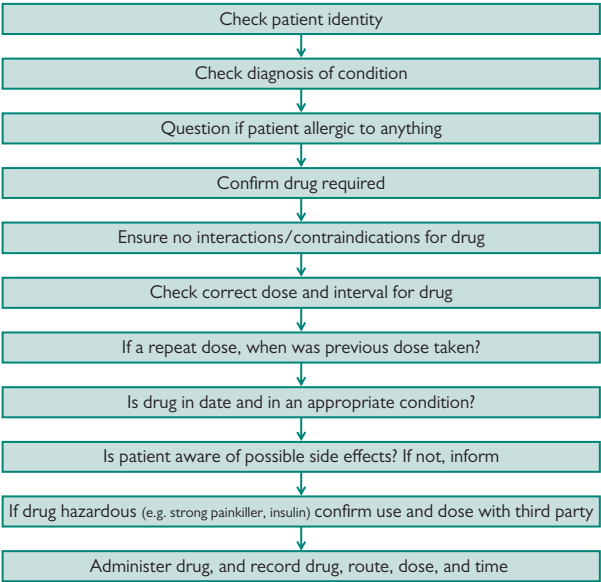 Check patient identity
Check diagnosis of condition
Question if patient allergic to anything
Confirm drug required
Ensure no interactions/contraindications for drug
Check correct dose and interval for drug
If a repeat dose, when was previous dose taken?
Is drug in date and in an appropriate condition?
Is patient aware of possible side effects? If not, inform
If drug hazardous (e.g. strong painkiller, insulin) confirm use and dose with third party
Administer drug, and record drug, route, dose, and time